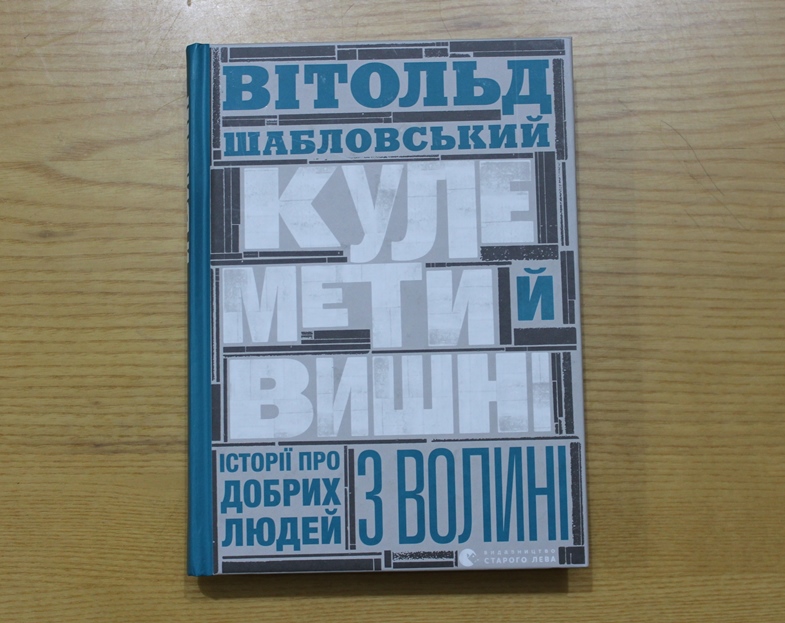 ВІТОЛЬД
ШАБЛОВСЬКИЙ
КУЛЕ
МЕТИ Й
ВИШНІ
ІСТОРІЇ ПРО
ДОБРИХ
ЛЮДЕЙ
З ВОЛИНІ
ВИДАВНИЦТВО
СТАРОГО ЛЕВА